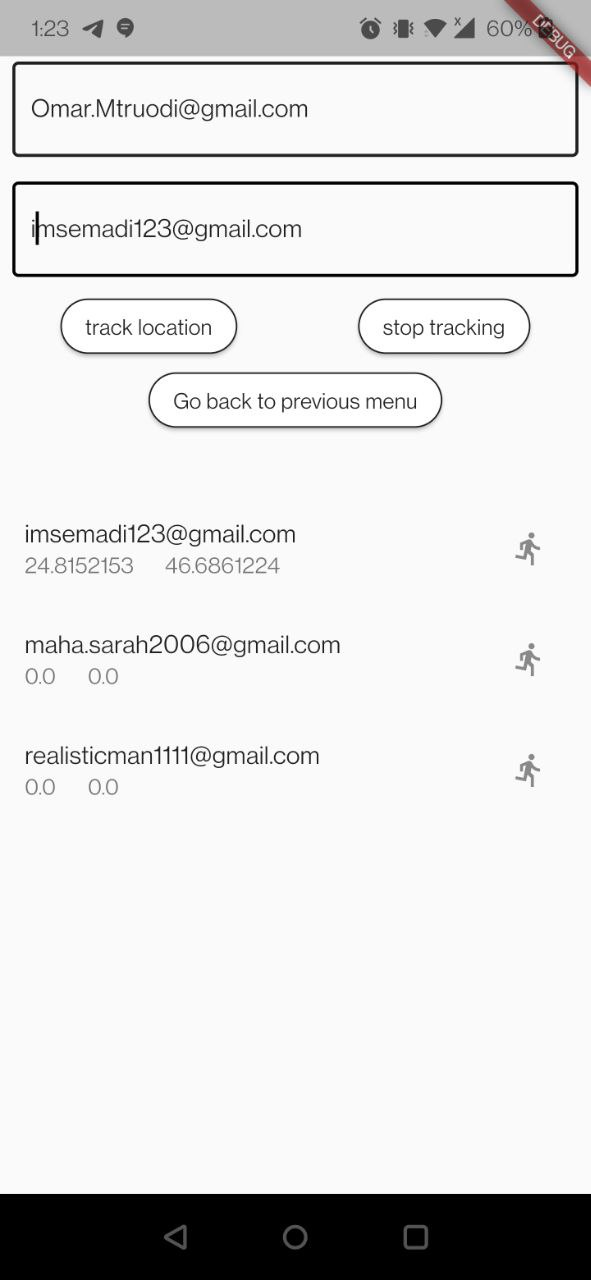 1:23
x
60%
DEBUG
Omar.Mtruodi@gmail.com
imsemadi123@gmail.com
track location
stop tracking
Go back to previous menu
imsemadi123@gmail.com
24.8152153 46.6861224
maha.sarah2006@gmail.com
0.0 0.0
realisticman1111@gmail.com
0.0 0.0